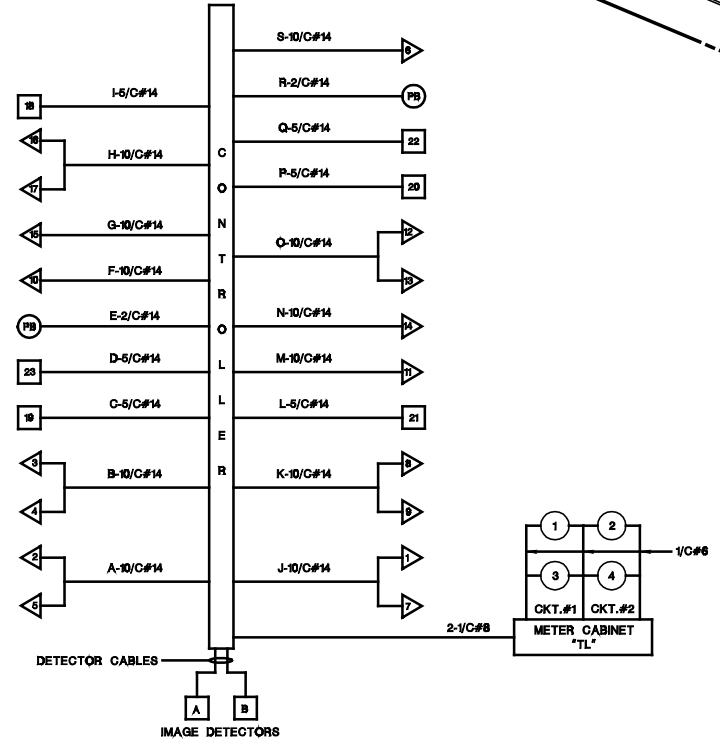 S-10/C#14
6
R-2/C#14
PB
I-5/C#14
18
Q-5/C#14
22
16
H-10/C#14
17
P-5/C#14
20
G-10/C#14
15
O-10/C#14
12
13
F-10/C#14
10
E-2/C#14
PB
N-10/C#14
14
D-5/C#14
23
M-10/C#14
11
C-5/C#14
19
L-5/C#14
21
CONTROLLER
3
B-10/C#14
4
K-10/C#14
8
9
2
A-10/C#14
5
J-10/C#14
1
7
1
2
1/C#6
3
4
CKT.#1
CKT.#2
2-1/C#8
METER CABINET
"TL"
DETECTOR CABLES
A
B
IMAGE DETECTORS